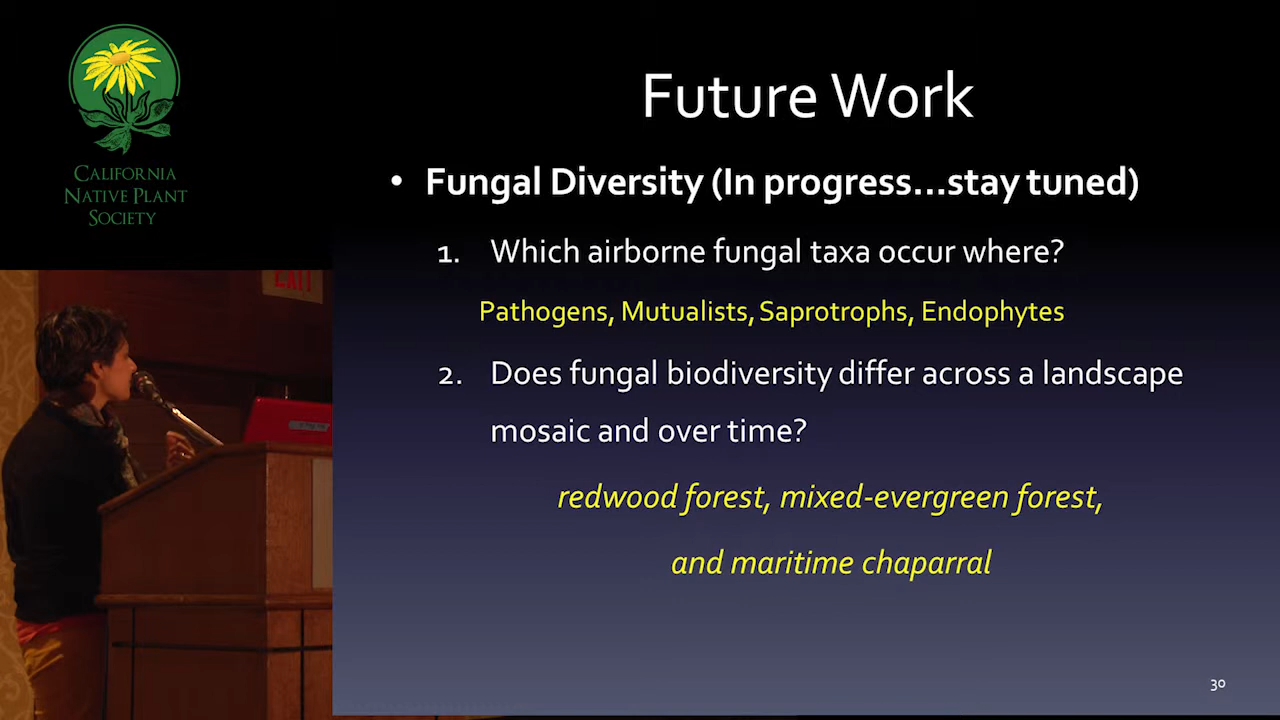 CALIFORNIA
NATIVE PLANT
SOCIETY
EXIT
Future Work
• Fungal Diversity (In progress...stay tuned)
1. Which airborne fungal taxa occur where?
Pathogens, Mutualists, Saprotrophs, Endophytes
2. Does fungal biodiversity differ across a landscape
mosaic and over time?
redwood forest, mixed-evergreen forest,
and maritime chaparral
30